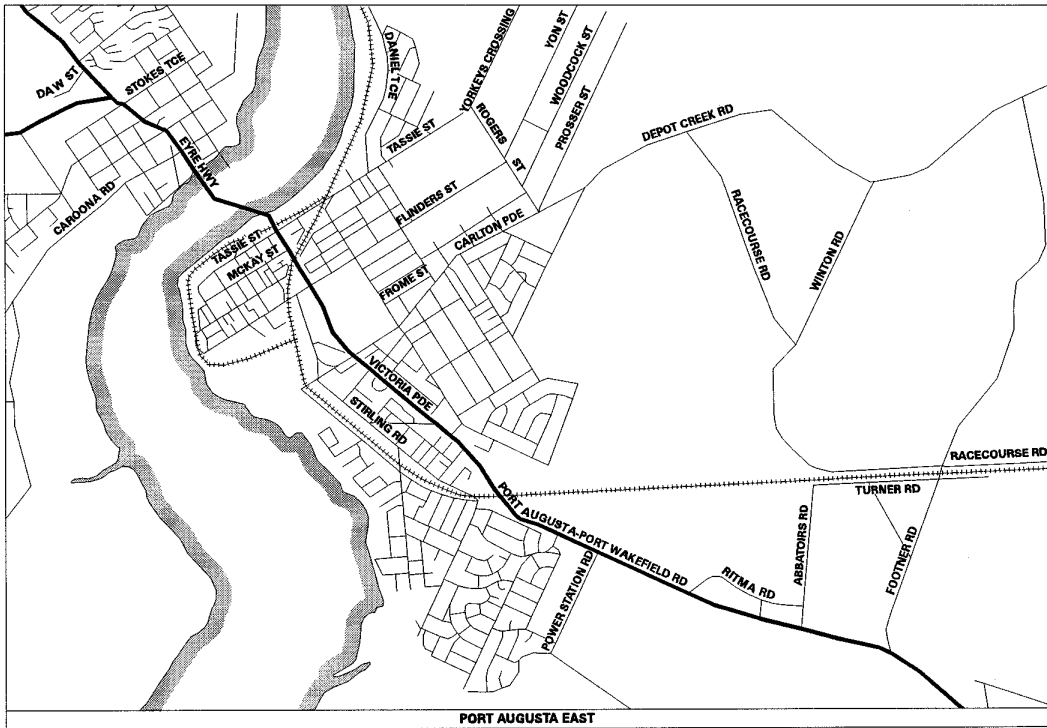 DAW ST
STOKES TCE
EYRE HWY
CAROONA RD
DANIEL TCE
TASSIE ST
YORKEYS CROSSING
YON ST
WOODCOCK ST
PROSSER ST
ROGERS ST
FLINDERS ST
CARLTON PDE
FROME ST
TASSIE ST
MCKAY ST
DEPOT CREEK RD
RACECOURSE RD
WINTON RD
VICTORIA PDE
STIRLING RD
RACECOURSE RD
TURNER RD
PORT AUGUSTA-PORT WAKEFIELD RD
ABBATOIRS RD
FOOTNER RD
RITMA RD
POWER STATION RD
PORT AUGUSTA EAST